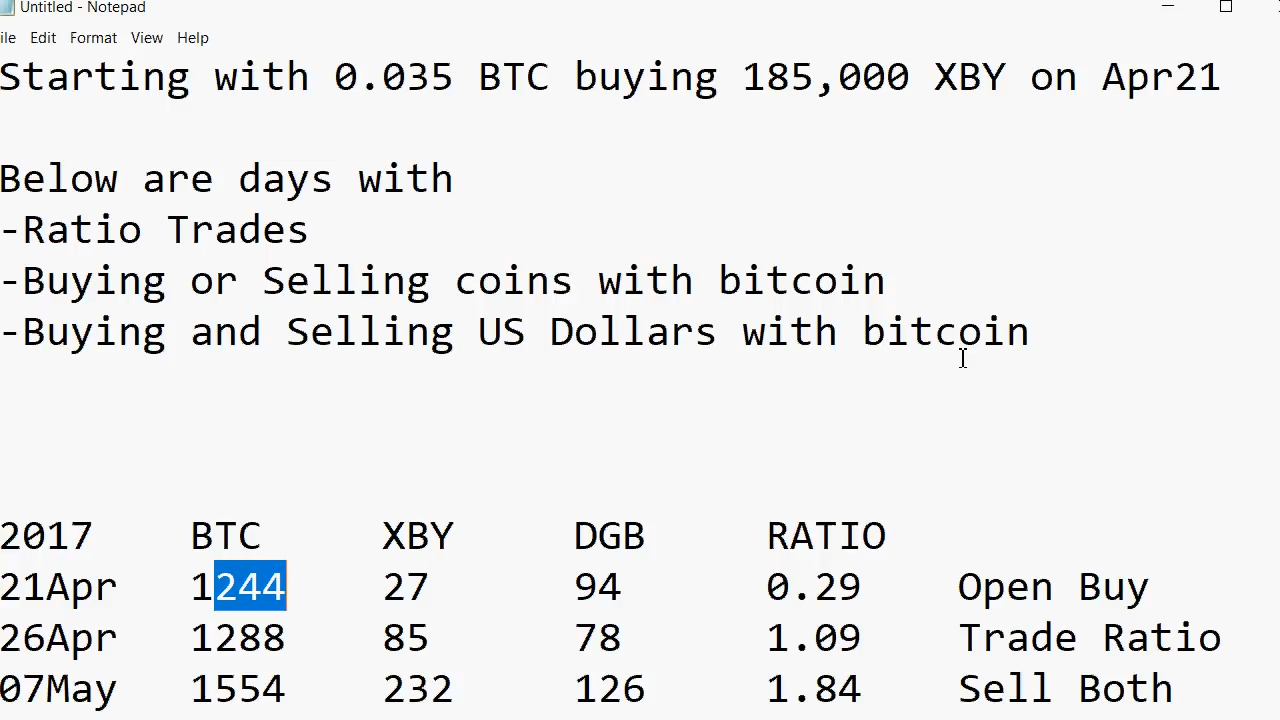 Untitled - Notepad
ile Edit Format View Help
Starting with 0.035 BTC buying 185,000 XBY on Apr21
Below are days with
-Ratio Trades
-Buying or Selling coins with bitcoin
-Buying and Selling US Dollars with bitcoin
2017 BTC XBY DGB RATIO
21Apr 1244 27 94 0.29 Open Buy
26Apr 1288 85 78 1.09 Trade Ratio
07May 1554 232 126 1.84 Sell Both